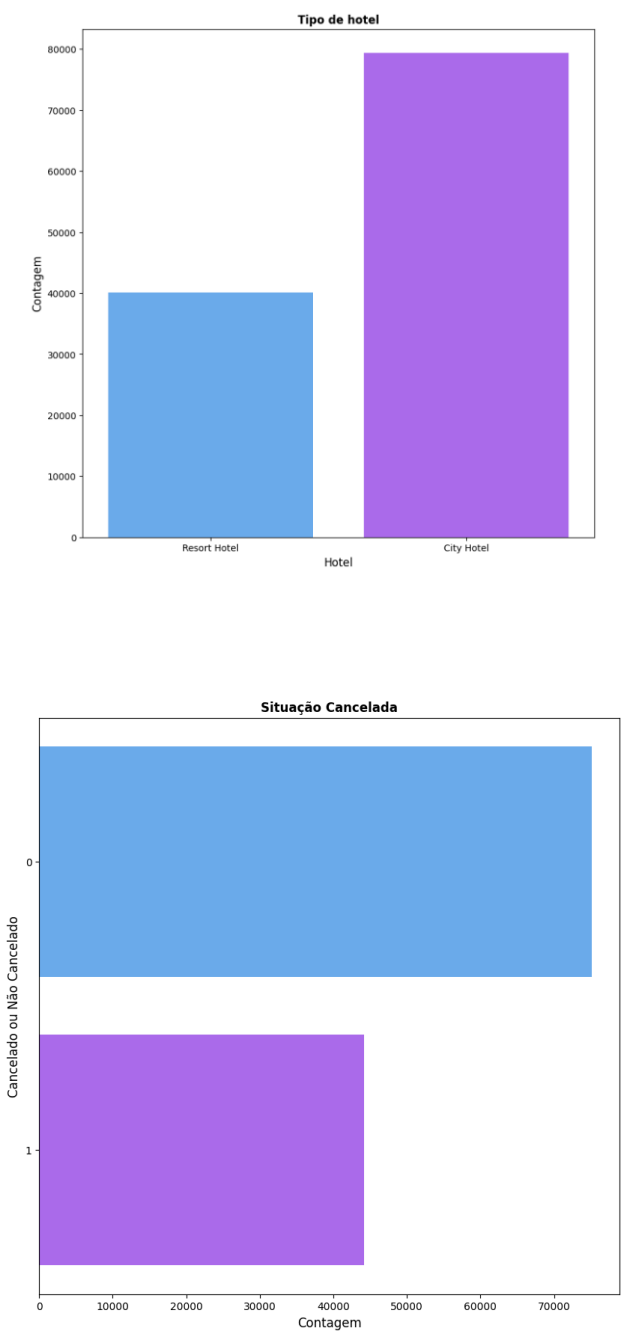 Tipo de hotel
80000
70000
60000
50000
40000
30000
20000
10000
0
Contagem
Resort Hotel City Hotel
Hotel
Situação Cancelada
0
1
Cancelado ou Não Cancelado
0 10000 20000 30000 40000 50000 60000 70000
Contagem